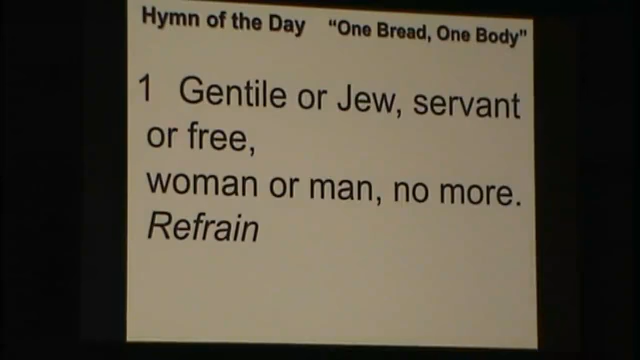 Hymn of the Day “One Bread, One Body”
1 Gentile or Jew, servant
or free,
woman or man, no more.
Refrain